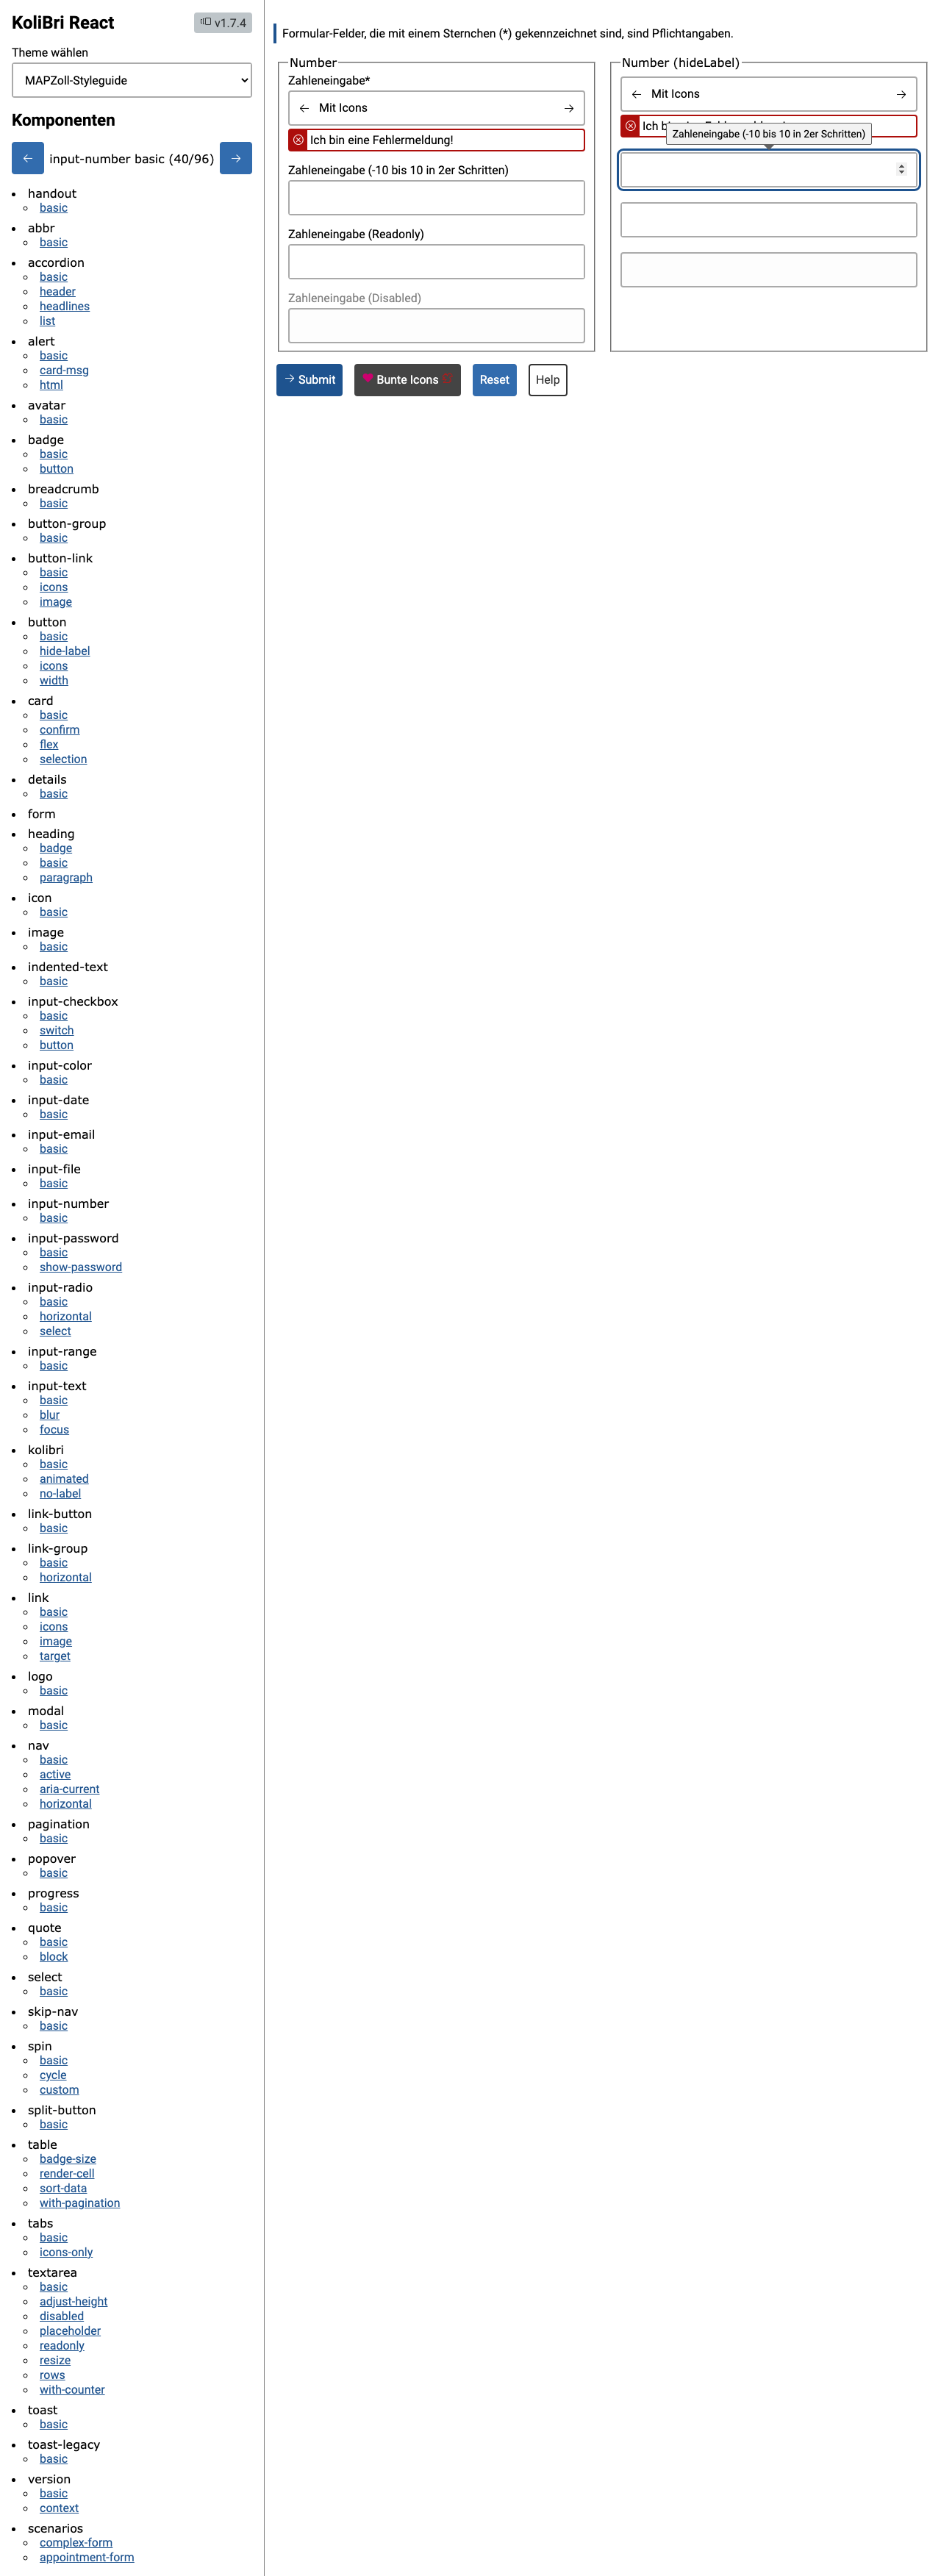 KoliBri React
v1.7.4
Theme wählen
MAPZoll-Styleguide
Komponenten
input-number basic (40/96)
handout
basic
abbr
basic
accordion
basic
header
headlines
list
alert
basic
card-msg
html
avatar
basic
badge
basic
button
breadcrumb
basic
button-group
basic
button-link
basic
icons
image
button
basic
hide-label
icons
width
card
basic
confirm
flex
selection
details
basic
form
heading
badge
basic
paragraph
icon
basic
image
basic
indented-text
basic
input-checkbox
basic
switch
button
input-color
basic
input-date
basic
input-email
basic
input-file
basic
input-number
basic
input-password
basic
show-password
input-radio
basic
horizontal
select
input-range
basic
input-text
basic
blur
focus
kolibri
basic
animated
no-label
link-button
basic
link-group
basic
horizontal
link
basic
icons
image
target
logo
basic
modal
basic
nav
basic
active
aria-current
horizontal
pagination
basic
popover
basic
progress
basic
quote
basic
block
select
basic
skip-nav
basic
spin
basic
cycle
custom
split-button
basic
table
badge-size
render-cell
sort-data
with-pagination
tabs
basic
icons-only
textarea
basic
adjust-height
disabled
placeholder
readonly
resize
rows
with-counter
toast
basic
toast-legacy
basic
version
basic
context
scenarios
complex-form
appointment-form
Formular-Felder, die mit einem Sternchen (*) gekennzeichnet sind, sind Pflichtangaben.
Number
Zahleneingabe*
Mit Icons
Ich bin eine Fehlermeldung!
Zahleneingabe (-10 bis 10 in 2er Schritten)
Zahleneingabe (Readonly)
Zahleneingabe (Disabled)
Number (hideLabel)
Mit Icons
Ich
Zahleneingabe (-10 bis 10 in 2er Schritten)
Submit
Bunte Icons
Reset
Help